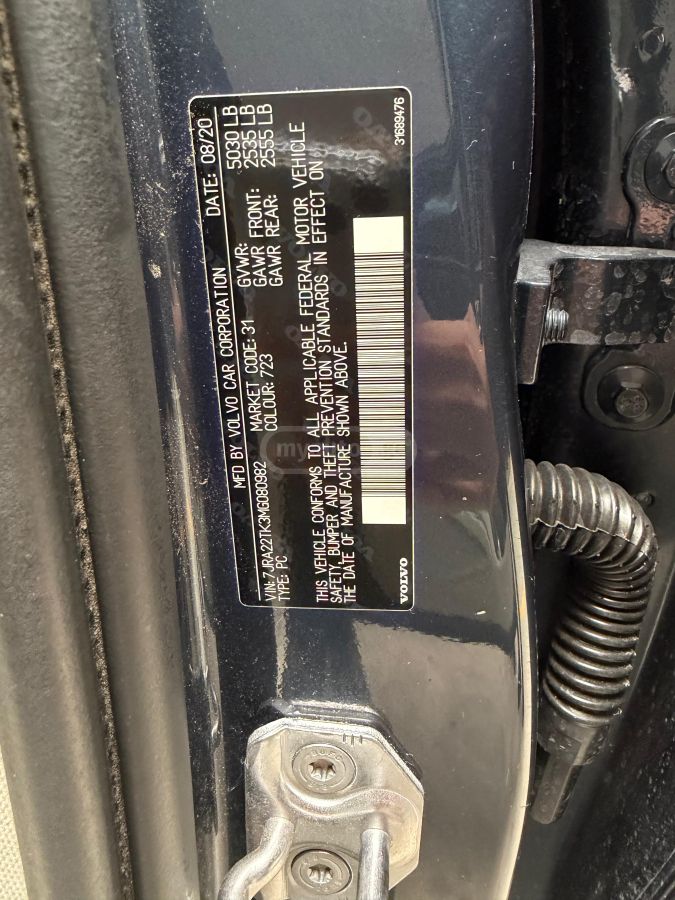 MFD BY VOLVO CAR CORPORATION DATE: 08/20
VIN:7JRA22TK3MG080982 MARKET CODE: 31 GVWR: 5030 LB
TYPE: PC COLOUR: 723 GAWR FRONT: 2535 LB
GAWR REAR: 2555 LB
THIS VEHICLE CONFORMS TO ALL APPLICABLE FEDERAL MOTOR VEHICLE
SAFETY, BUMPER AND THEFT PREVENTION STANDARDS IN EFFECT ON
THE DATE OF MANUFACTURE SHOWN ABOVE.
VOLVO 31689476